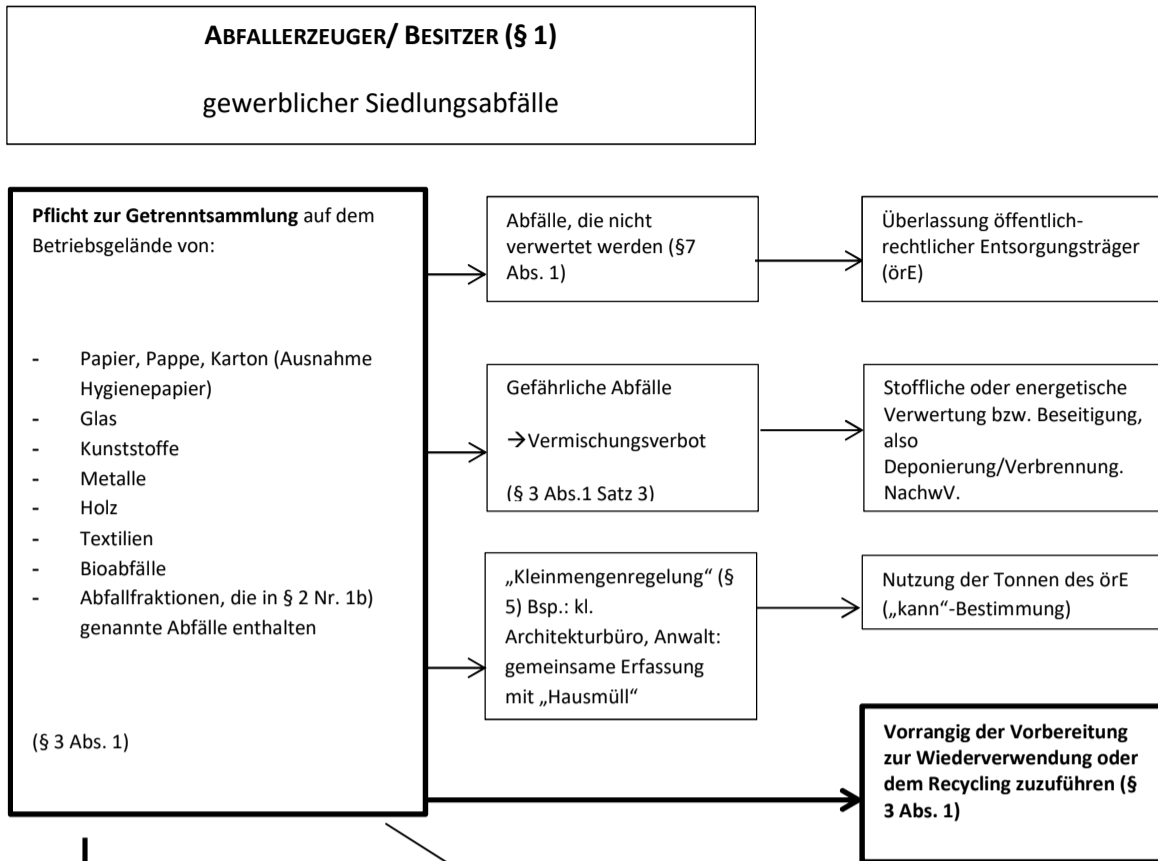 ABFALLERZEUGER/ BESITZER (§ 1)
gewerblicher Siedlungsabfälle
Pflicht zur Getrenntsammlung auf dem
Betriebsgelände von:
- Papier, Pappe, Karton (Ausnahme
Hygienepapier)
- Glas
- Kunststoffe
- Metalle
- Holz
- Textilien
- Bioabfälle
- Abfallfraktionen, die in § 2 Nr. 1b)
genannte Abfälle enthalten
(§ 3 Abs. 1)
Abfälle, die nicht
verwertet werden (§7
Abs. 1)
Überlassung öffentlich-
rechtlicher Entsorgungsträger
(örE)
Gefährliche Abfälle
→Vermischungsverbot
(§ 3 Abs.1 Satz 3)
Stoffliche oder energetische
Verwertung bzw. Beseitigung,
also
Deponierung/Verbrennung.
NachwV.
„Kleinmengenregelung“ (§
5) Bsp.: kl.
Architekturbüro, Anwalt:
gemeinsame Erfassung
mit „Hausmüll“
Nutzung der Tonnen des örE
(„kann“-Bestimmung)
Vorrangig der Vorbereitung
zur Wiederverwendung oder
dem Recycling zuzuführen (§
3 Abs. 1)